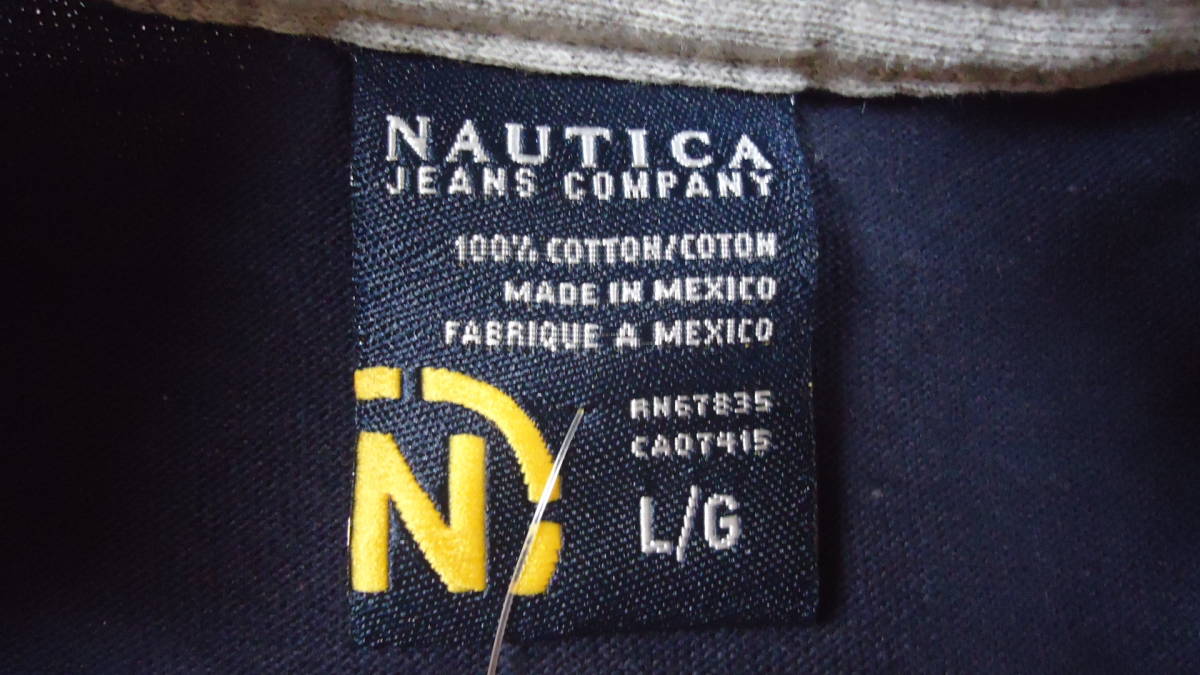 NAUTICA
JEANS COMPANY
100% COTTON/COTON
MADE IN MEXICO
FABRIQUE A MEXICO
RN67835
CA07415
N
L/G